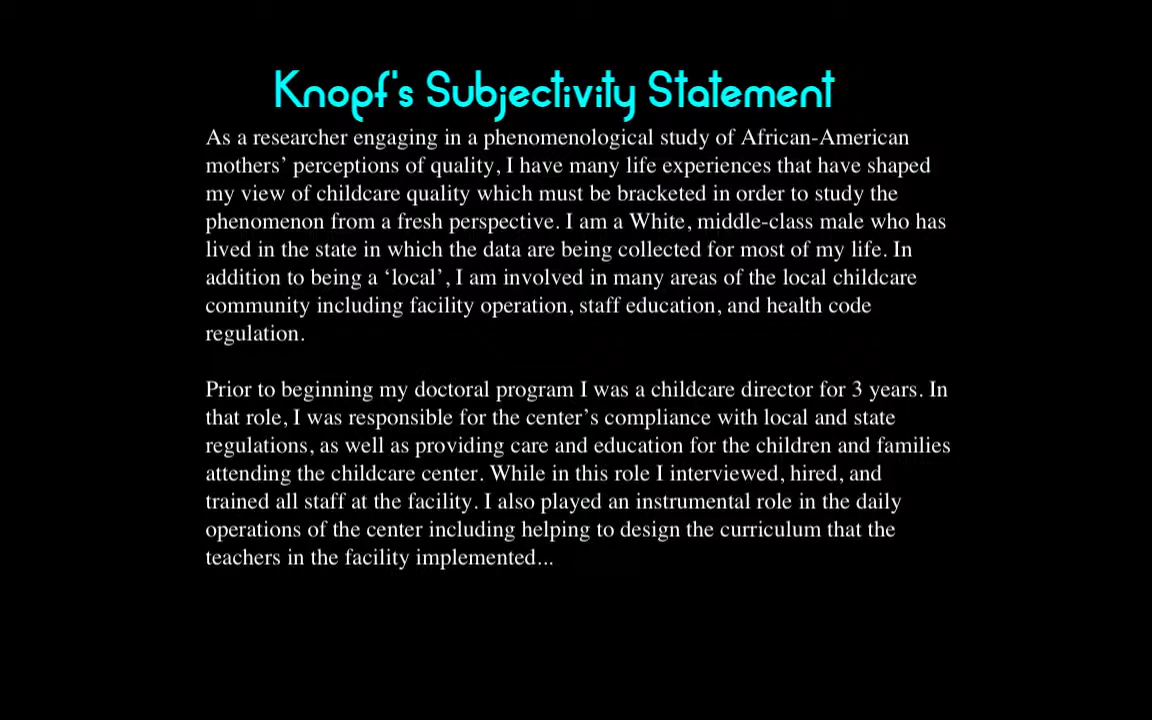 Knopf's Subjectivity Statement
As a researcher engaging in a phenomenological study of African-American
mothers’ perceptions of quality, I have many life experiences that have shaped
my view of childcare quality which must be bracketed in order to study the
phenomenon from a fresh perspective. I am a White, middle-class male who has
lived in the state in which the data are being collected for most of my life. In
addition to being a ‘local’, I am involved in many areas of the local childcare
community including facility operation, staff education, and health code
regulation.
Prior to beginning my doctoral program I was a childcare director for 3 years. In
that role, I was responsible for the center’s compliance with local and state
regulations, as well as providing care and education for the children and families
attending the childcare center. While in this role I interviewed, hired, and
trained all staff at the facility. I also played an instrumental role in the daily
operations of the center including helping to design the curriculum that the
teachers in the facility implemented...